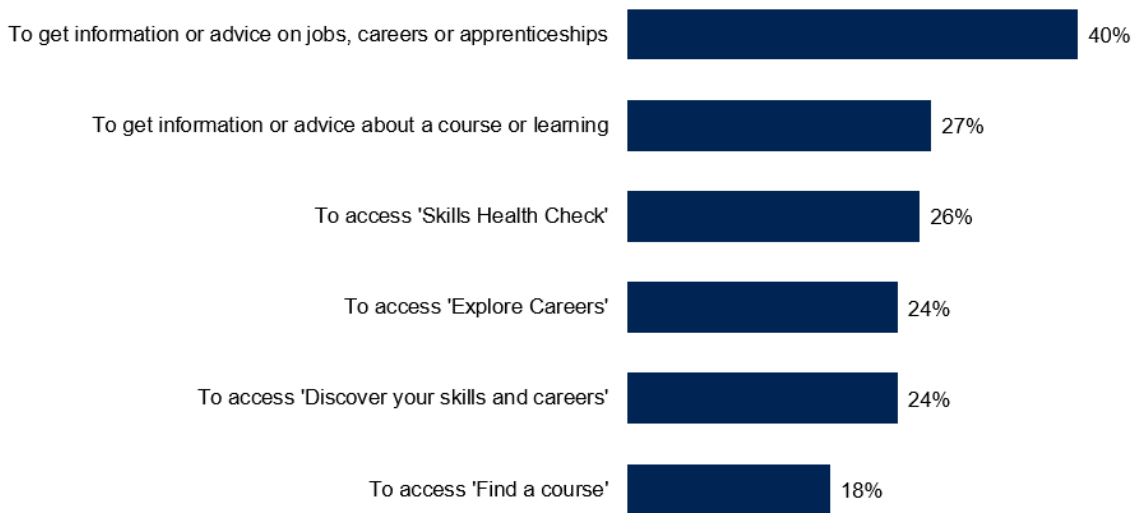 To get information or advice on jobs, careers or apprenticeships 40%
To get information or advice about a course or learning 27%
To access 'Skills Health Check' 26%
To access 'Explore Careers' 24%
To access 'Discover your skills and careers' 24%
To access 'Find a course' 18%